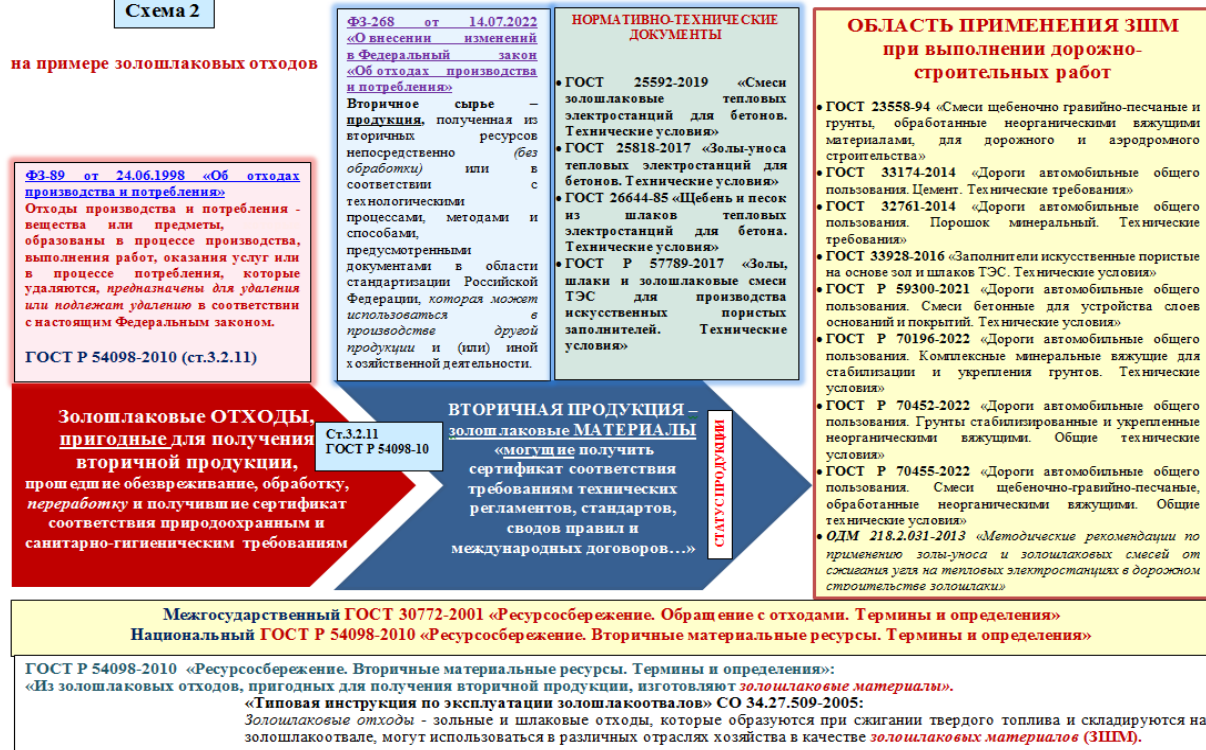 Схема 2
на примере золошлаковых отходов
ФЗ-89 от 24.06.1998 «Об отходах
производства и потребления»
Отходы производства и потребления -
вещества или предметы,
образованы в процессе производства,
выполнения работ, оказания услуг или
в процессе потребления, которые
удаляются, предназначены для удаления
или подлежат удалению в соответствии
с настоящим Федеральным законом.
ГОСТ Р 54098-2010 (ст.3.2.11)
ФЗ-268 от 14.07.2022
«О внесении изменений
в Федеральный закон
«Об отходах производства
и потребления»
Вторичное сырье –
продукция, полученная из
вторичных ресурсов
непосредственно (без
обработки) или в
соответствии с
технологическими
процессами, методами и
способами,
предусмотренными
документами в области
стандартизации Российской
Федерации, которая может
использоваться в
производстве другой
продукции и (или) иной
хозяйственной деятельности.
НОРМАТИВНО-ТЕХНИЧЕСКИЕ
ДОКУМЕНТЫ
• ГОСТ 25592-2019 «Смеси
золошлаковые тепловых
электростанций для бетонов.
Технические условия»
• ГОСТ 25818-2017 «Золы-уноса
тепловых электростанций для
бетонов. Технические условия»
• ГОСТ 26644-85 «Щебень и песок
из шлаков тепловых
электростанций для бетона.
Технические условия»
• ГОСТ Р 57789-2017 «Золы,
шлаки и золошлаковые смеси
ТЭС для производства
искусственных пористых
заполнителей. Технические
условия»
ОБЛАСТЬ ПРИМЕНЕНИЯ ЗШМ
при выполнении дорожно-
строительных работ
• ГОСТ 23558-94 «Смеси щебеночно гравийно-песчаные и
грунты, обработанные неорганическими вяжущими
материалами, для дорожного и аэродромного
строительства»
• ГОСТ 33174-2014 «Дороги автомобильные общего
пользования. Цемент. Технические требования»
• ГОСТ 32761-2014 «Дороги автомобильные общего
пользования. Порошок минеральный. Технические
требования»
• ГОСТ 33928-2016 «Заполнители искусственные пористые
на основе зол и шлаков ТЭС. Технические условия»
• ГОСТ Р 59300-2021 «Дороги автомобильные общего
пользования. Смеси бетонные для устройства слоев
оснований и покрытий. Технические условия»
• ГОСТ Р 70196-2022 «Дороги автомобильные общего
пользования. Комплексные минеральные вяжущие для
стабилизации и укрепления грунтов. Технические
условия»
• ГОСТ Р 70452-2022 «Дороги автомобильные общего
пользования. Грунты стабилизированные и укрепленные
неорганическими вяжущими. Общие технические
условия»
• ГОСТ Р 70455-2022 «Дороги автомобильные общего
пользования. Смеси щебеночно-гравийно-песчаные,
обработанные неорганическими вяжущими. Общие
технические условия»
• ОДМ 218.2.031-2013 «Методические рекомендации по
применению золы-уноса и золошлаковых смесей от
сжигания угля на тепловых электростанциях в дорожном
строительстве золошлаки»
Золошлаковые ОТХОДЫ,
пригодные для получения
вторичной продукции,
прошедшие обезвреживание, обработку,
переработку и получившие сертификат
соответствия природоохранным и
санитарно-гигиеническим требованиям
Ст.3.2.11
ГОСТ Р 54098-10
ВТОРИЧНАЯ ПРОДУКЦИЯ –
золошлаковые МАТЕРИАЛЫ
«могущие получить
сертификат соответствия
требованиям технических
регламентов, стандартов,
сводов правил и
международных договоров…»
СТАТУС ПРОДУКЦИИ
Межгосударственный ГОСТ 30772-2001 «Ресурсосбережение. Обращение с отходами. Термины и определения»
Национальный ГОСТ Р 54098-2010 «Ресурсосбережение. Вторичные материальные ресурсы. Термины и определения»
ГОСТ Р 54098-2010 «Ресурсосбережение. Вторичные материальные ресурсы. Термины и определения»:
«Из золошлаковых отходов, пригодных для получения вторичной продукции, изготовляют золошлаковые материалы».
«Типовая инструкция по эксплуатации золошлакоотвалов» СО 34.27.509-2005:
Золошлаковые отходы - зольные и шлаковые отходы, которые образуются при сжигании твердого топлива и складируются на
золошлакоотвале, могут использоваться в различных отраслях хозяйства в качестве золошлаковых материалов (ЗШМ).